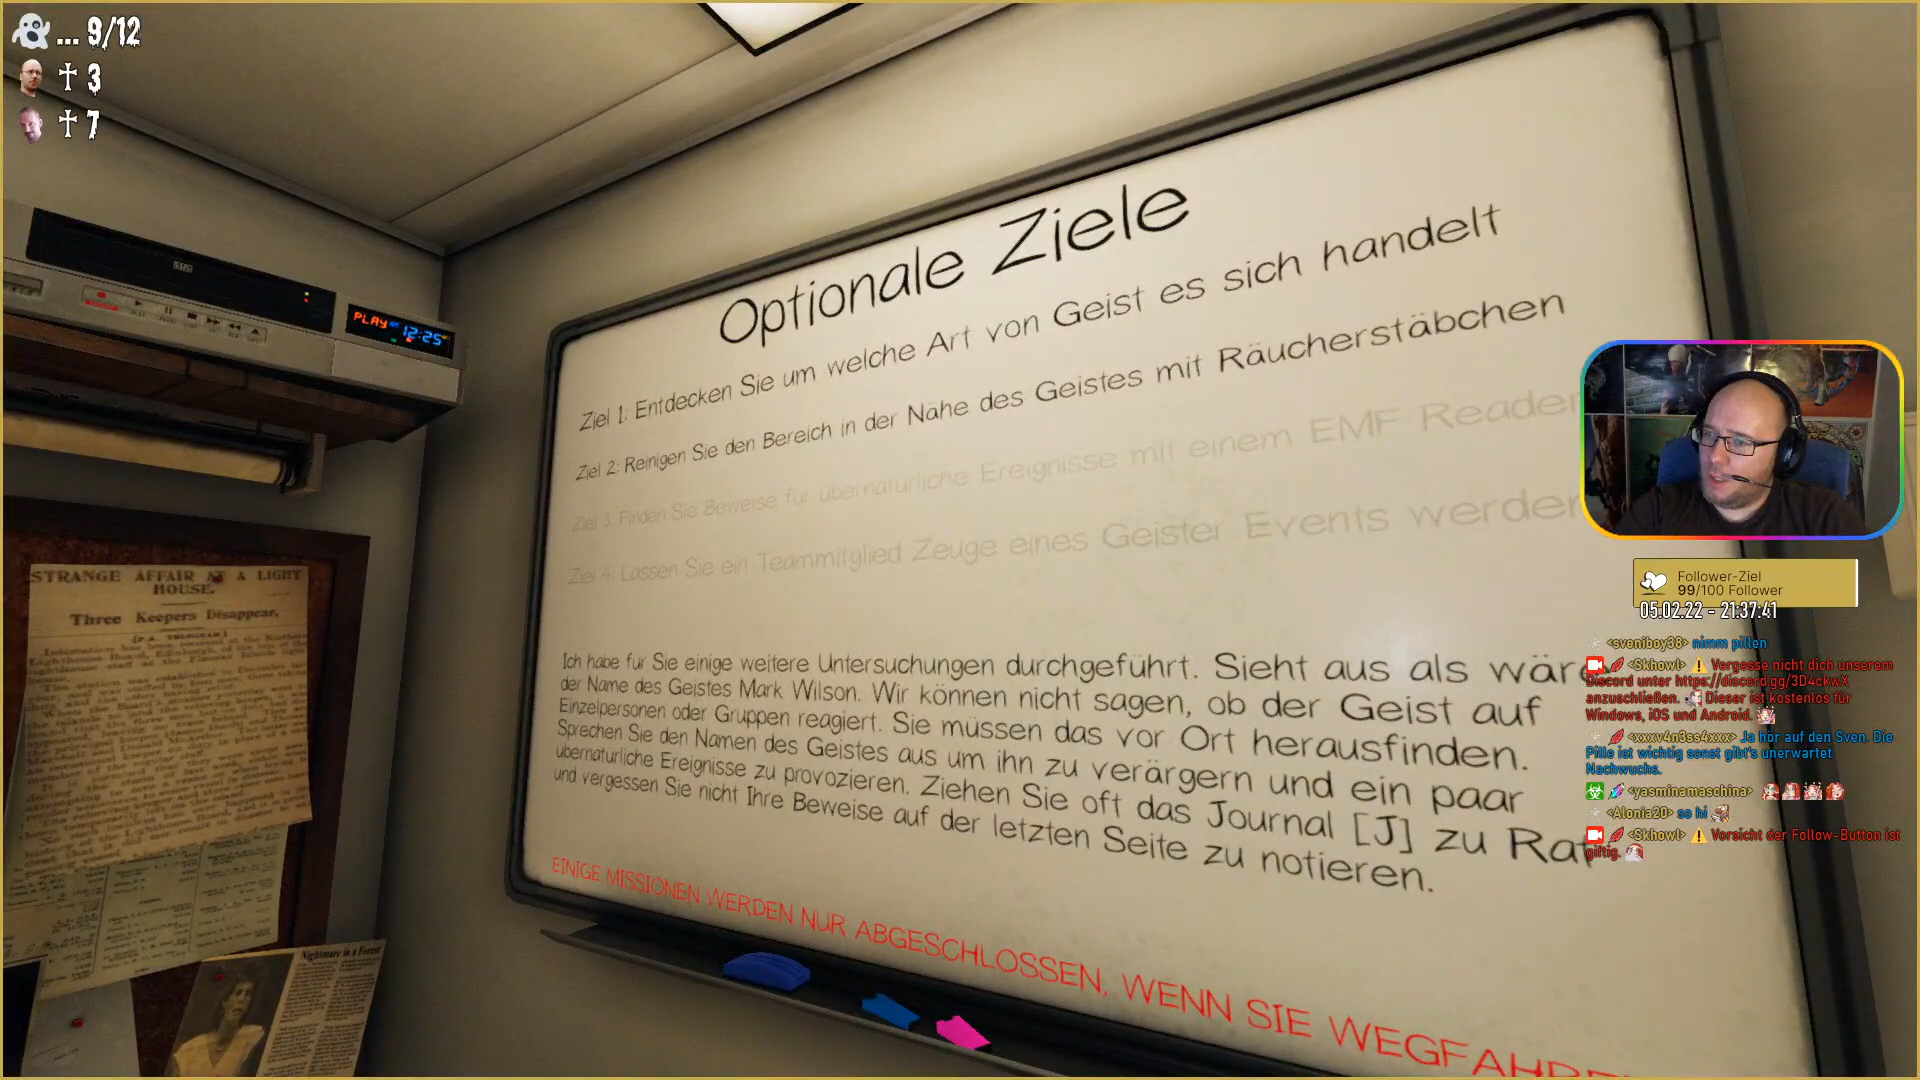 ... 9/12
† 3
† 7
PLAY 12:25
STRANGE AFFAIR AT A LIGHT
HOUSE.
Three Keepers Disappear.
Nightmare in a Forest
Optionale Ziele
Ziel 1: Entdecken Sie um welche Art von Geist es sich handelt
Ziel 2: Reinigen Sie den Bereich in der Nähe des Geistes mit Räucherstäbchen
Ziel 3: Finden Sie Beweise für übernatürliche Ereignisse mit einem EMF Reader
Ziel 4: Lassen Sie ein Teammitglied Zeuge eines Geister Events werden
Ich habe für Sie einige weitere Untersuchungen durchgeführt. Sieht aus als wäre
der Name des Geistes Mark Wilson. Wir können nicht sagen, ob der Geist auf
Einzelpersonen oder Gruppen reagiert. Sie müssen das vor Ort herausfinden.
Sprechen Sie den Namen des Geistes aus um ihn zu verärgern und ein paar
übernatürliche Ereignisse zu provozieren. Ziehen Sie oft das Journal [J] zu Rat
und vergessen Sie nicht Ihre Beweise auf der letzten Seite zu notieren.
EINIGE MISSIONEN WERDEN NUR ABGESCHLOSSEN, WENN SIE WEGFAHRE
Follower-Ziel
99/100 Follower
05.02.22 - 21:37:41
<sveniboy38> nimm pillen
<Skhowl> Vergesse nicht dich unserem
Discord unter https://discord.gg/3D4ckwX
anzuschließen. Dieser ist kostenlos für
Windows, iOS und Android.
<xxxv4n3ss4xxx> Ja hör auf den Sven. Die
Pille ist wichtig sonst gibt's unerwartet
Nachwuchs.
<yasminamaschina>
<Alonia20> so hi
<Skhowl> Vorsicht der Follow-Button ist
giftig.